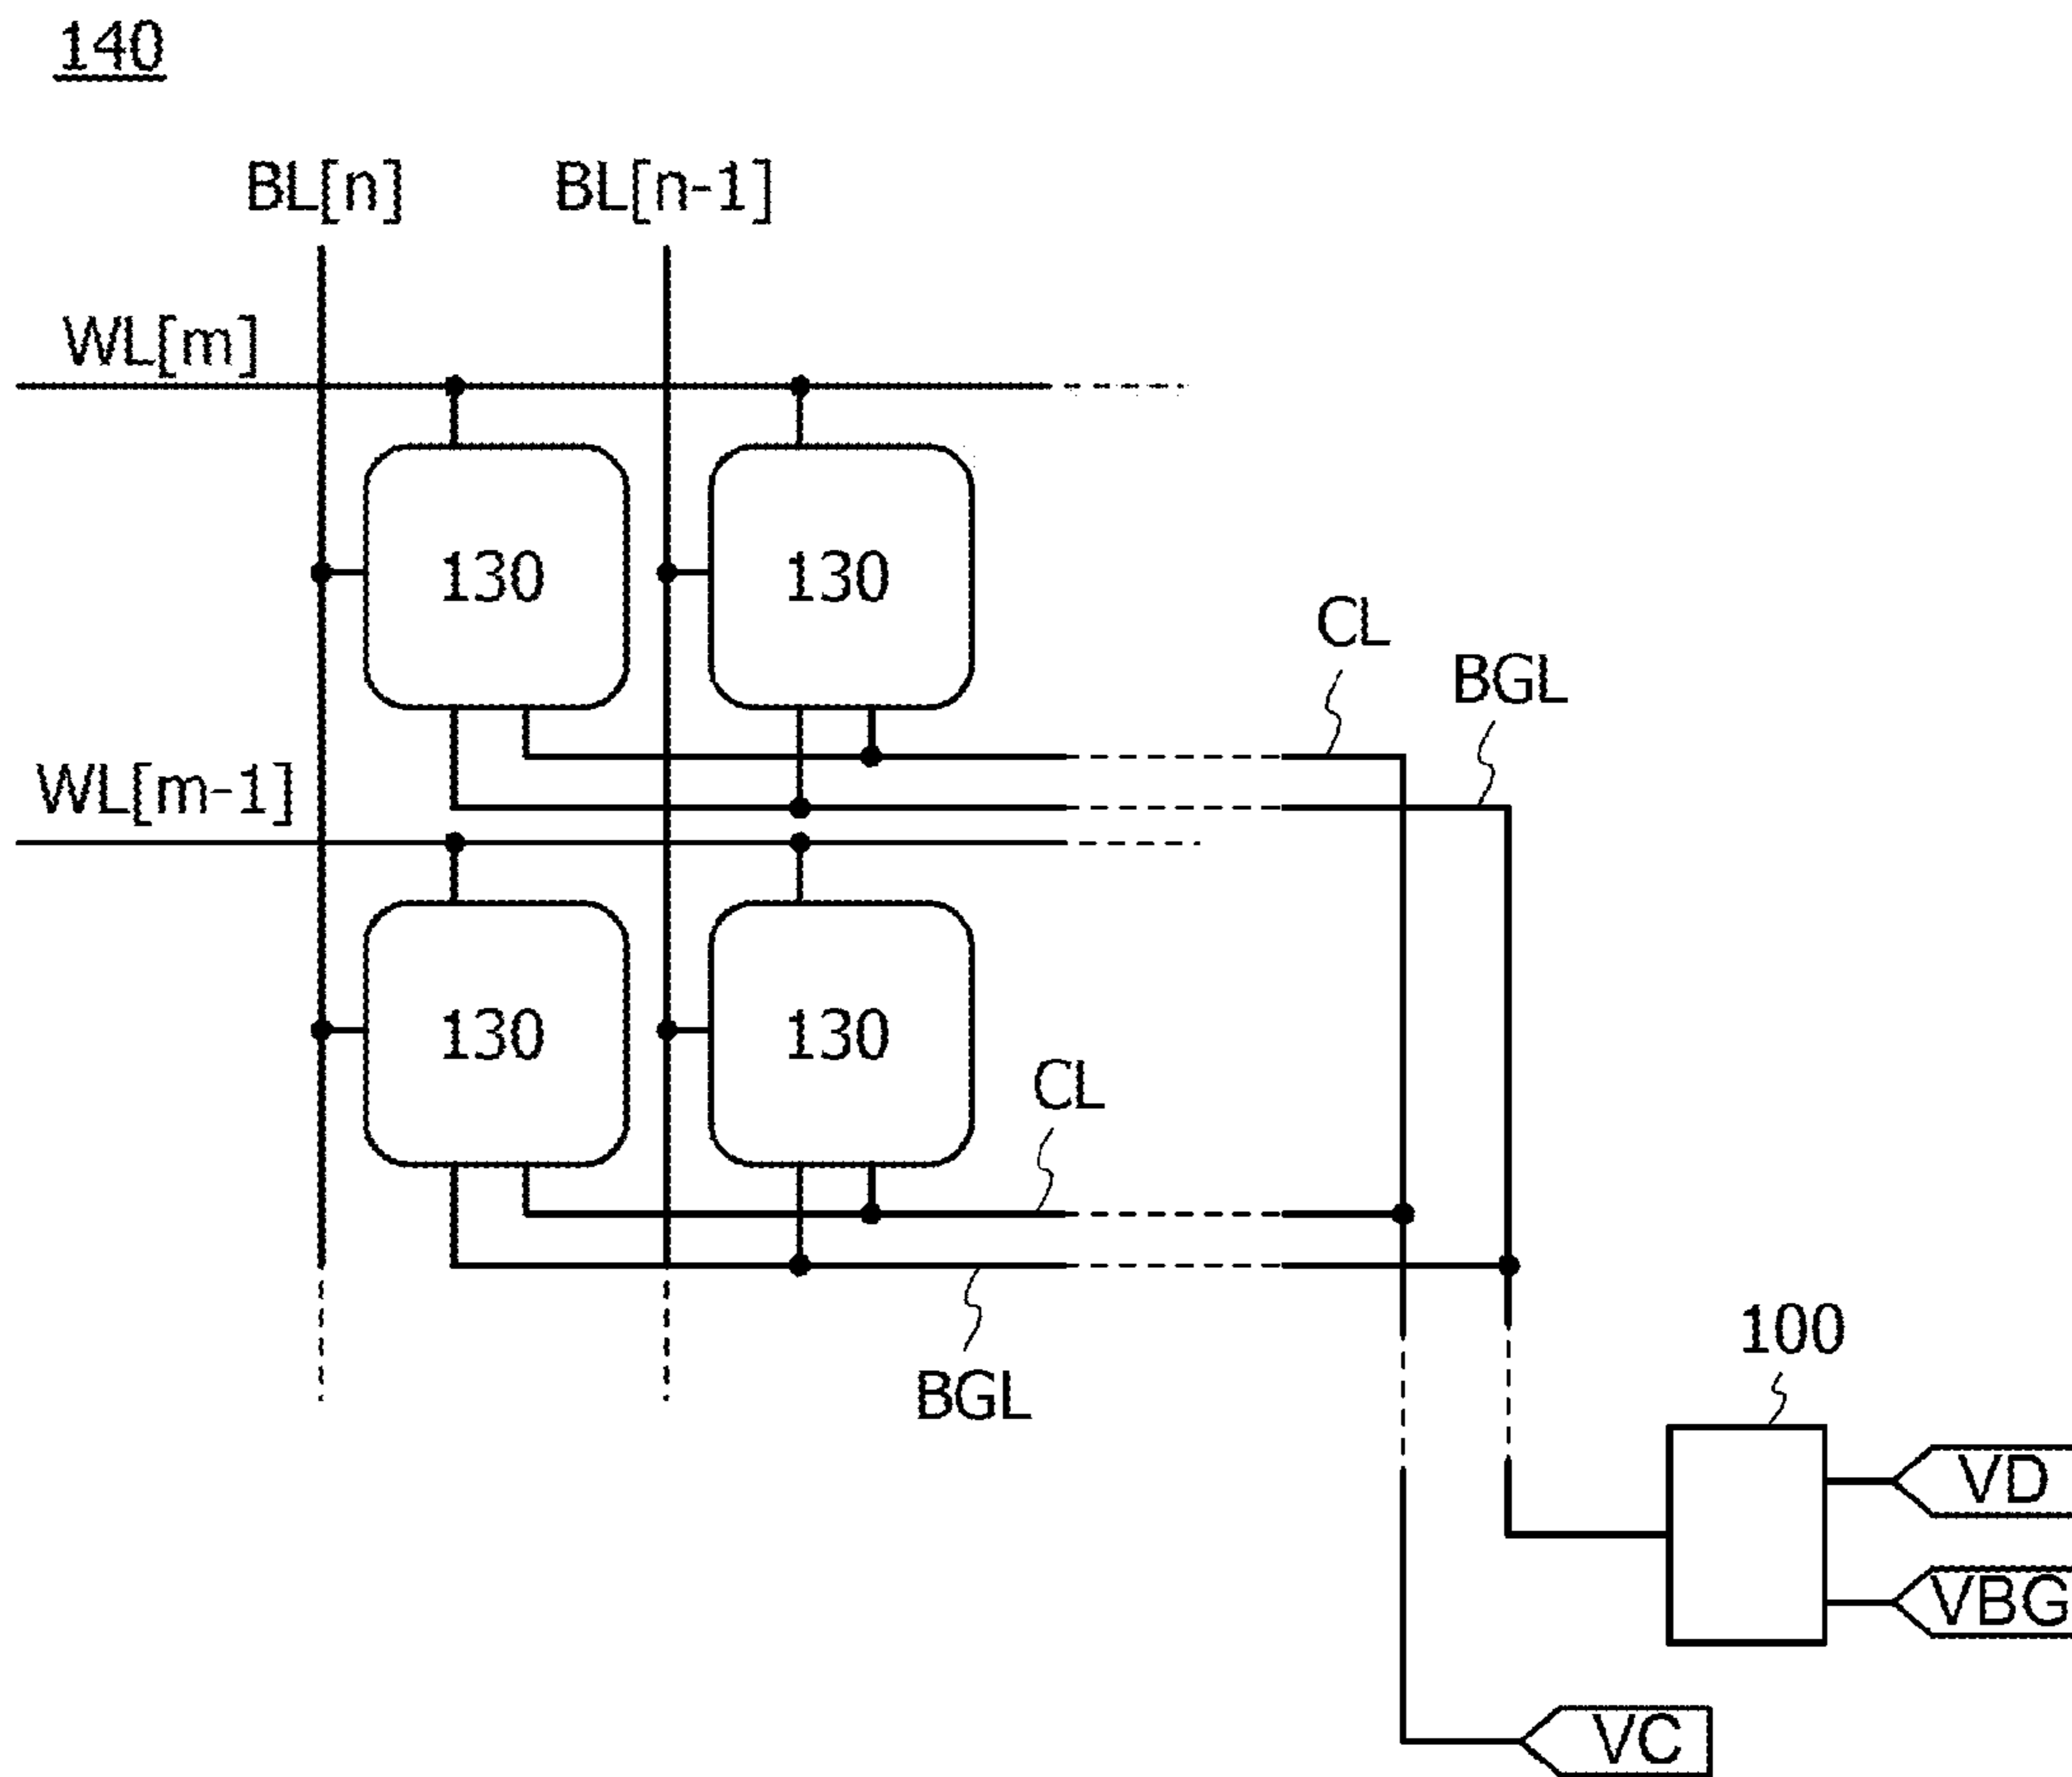 140
BL[n] BL[n-1]
WL[m]
130 130
CL
BGL
WL[m-1]
130 130
CL
BGL
100
VD
VBG
VC